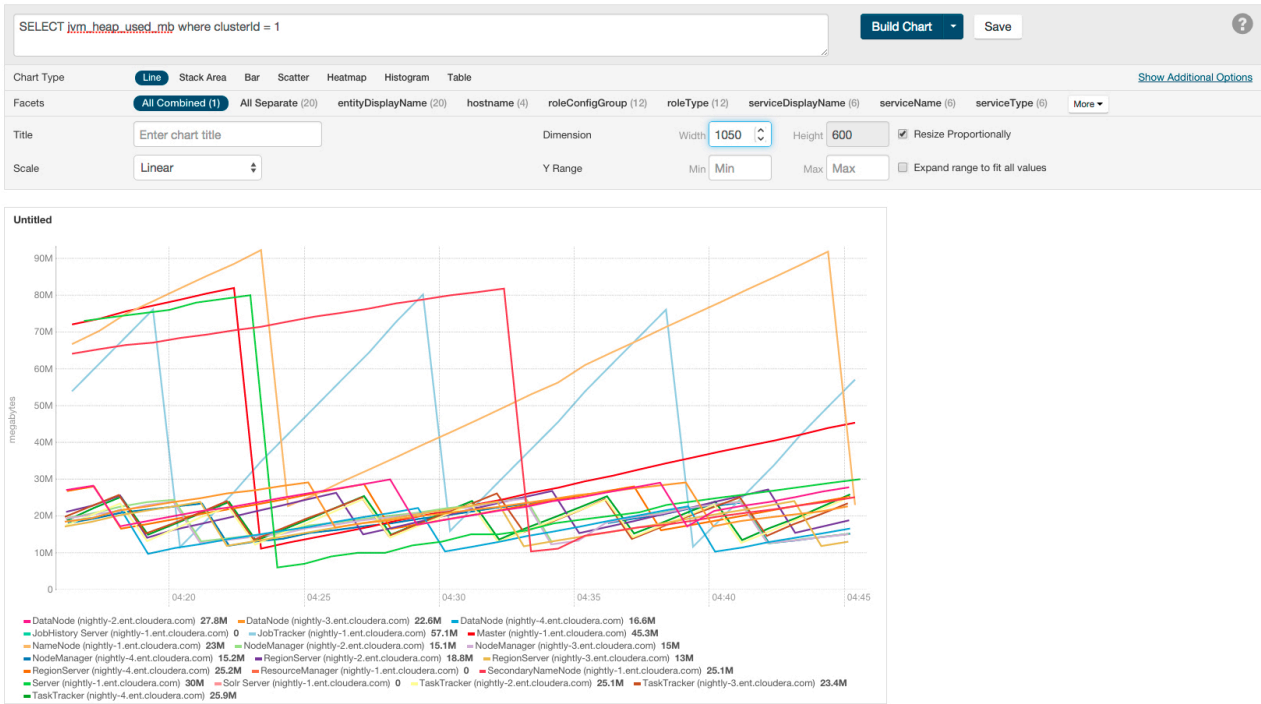 SELECT jvm_heap_used_mb where clusterId = 1
Build Chart Save ?
Chart Type Line Stack Area Bar Scatter Heatmap Histogram Table Show Additional Options
Facets All Combined (1) All Separate (20) entityDisplayName (20) hostname (4) roleConfigGroup (12) roleType (12) serviceDisplayName (6) serviceName (6) serviceType (6) More
Title Enter chart title Dimension Width 1050 Height 600 Resize Proportionally
Scale Linear Y Range Min Min Max Max Expand range to fit all values
Untitled
90M
80M
70M
60M
50M
megabytes
40M
30M
20M
10M
0
04:20 04:25 04:30 04:35 04:40 04:45
DataNode (nightly-2.ent.cloudera.com) 27.8M DataNode (nightly-3.ent.cloudera.com) 22.6M DataNode (nightly-4.ent.cloudera.com) 16.6M
JobHistory Server (nightly-1.ent.cloudera.com) 0 JobTracker (nightly-1.ent.cloudera.com) 57.1M Master (nightly-1.ent.cloudera.com) 45.3M
NameNode (nightly-1.ent.cloudera.com) 23M NodeManager (nightly-2.ent.cloudera.com) 15.1M NodeManager (nightly-3.ent.cloudera.com) 15M
NodeManager (nightly-4.ent.cloudera.com) 15.2M RegionServer (nightly-2.ent.cloudera.com) 18.8M RegionServer (nightly-3.ent.cloudera.com) 13M
RegionServer (nightly-4.ent.cloudera.com) 25.2M ResourceManager (nightly-1.ent.cloudera.com) 0 SecondaryNameNode (nightly-1.ent.cloudera.com) 25.1M
Server (nightly-1.ent.cloudera.com) 30M Solr Server (nightly-1.ent.cloudera.com) 0 TaskTracker (nightly-2.ent.cloudera.com) 25.1M TaskTracker (nightly-3.ent.cloudera.com) 23.4M
TaskTracker (nightly-4.ent.cloudera.com) 25.9M